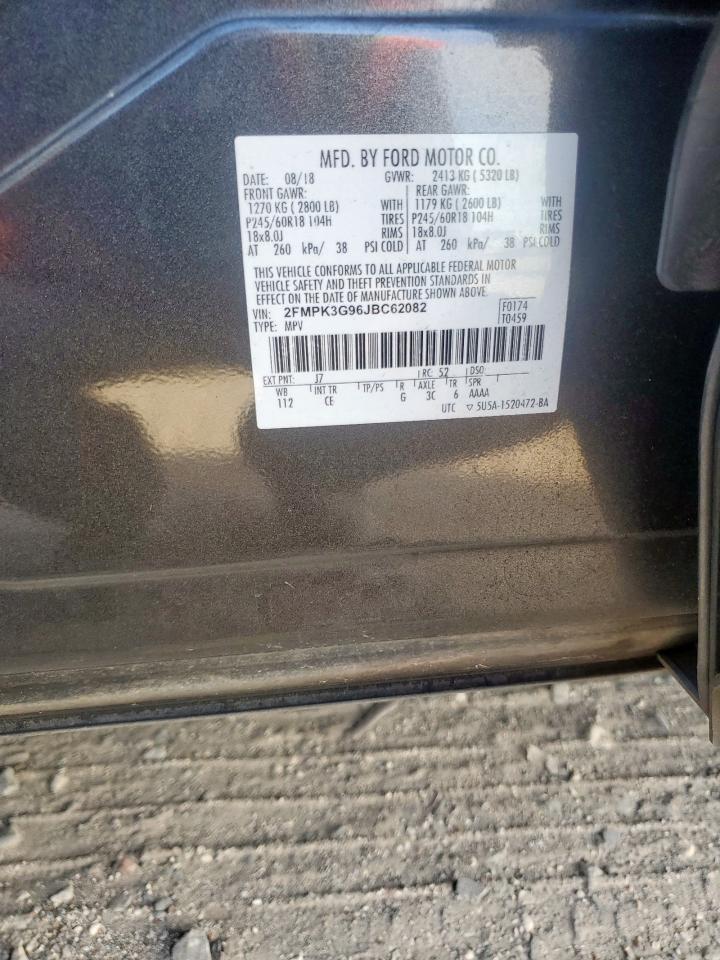 MFD. BY FORD MOTOR CO.
DATE: 08/18 GVWR: 2413 KG ( 5320 LB)
FRONT GAWR: REAR GAWR:
1270 KG ( 2800 LB) WITH 1179 KG ( 2600 LB) WITH
P245/60R18 104H TIRES P245/60R18 104H TIRES
18x8.0J RIMS 18x8.0J RIMS
AT 260 kPa/ 38 PSI COLD AT 260 kPa/ 38 PSI COLD
THIS VEHICLE CONFORMS TO ALL APPLICABLE FEDERAL MOTOR
VEHICLE SAFETY AND THEFT PREVENTION STANDARDS IN
EFFECT ON THE DATE OF MANUFACTURE SHOWN ABOVE.
VIN: 2FMPK3G96JBC62082 F0174
TYPE: MPV T0459
EXT PNT: J7 RC: 52 DSO:
WB INT TR TP/PS R AXLE TR SPR
112 CE G 3C 6 AAAA
UTC ▽ 5U5A-1520472-BA